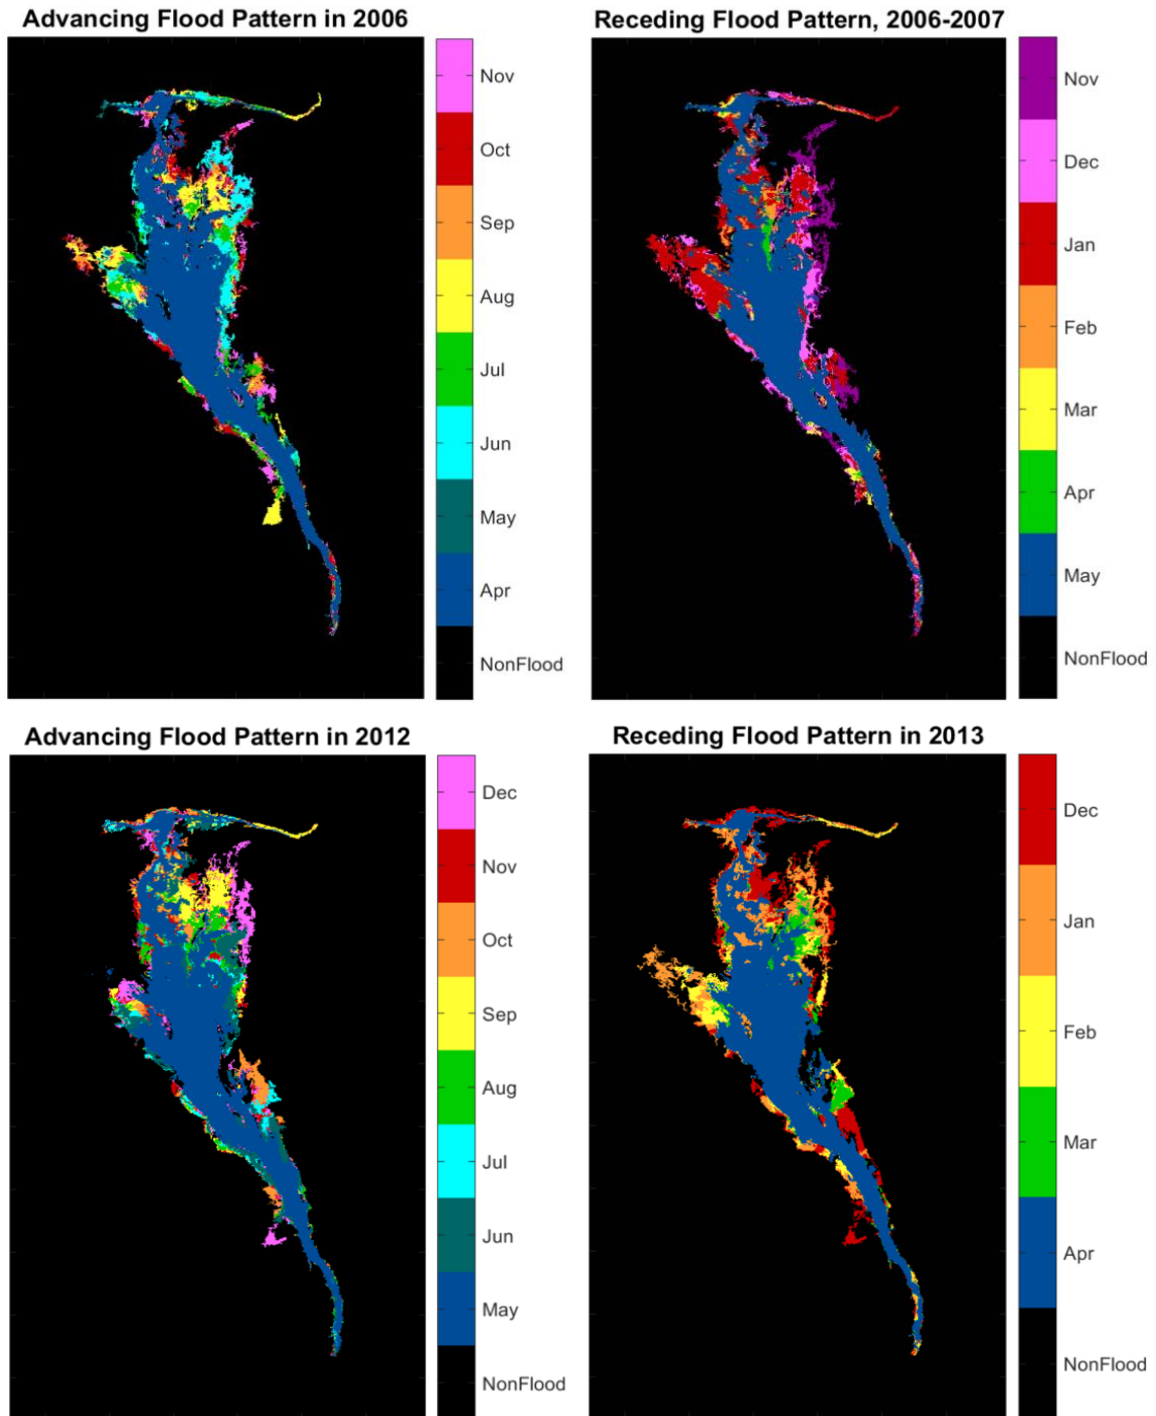 Advancing Flood Pattern in 2006
Nov
Oct
Sep
Aug
Jul
Jun
May
Apr
NonFlood
Receding Flood Pattern, 2006-2007
Nov
Dec
Jan
Feb
Mar
Apr
May
NonFlood
Advancing Flood Pattern in 2012
Dec
Nov
Oct
Sep
Aug
Jul
Jun
May
NonFlood
Receding Flood Pattern in 2013
Dec
Jan
Feb
Mar
Apr
NonFlood